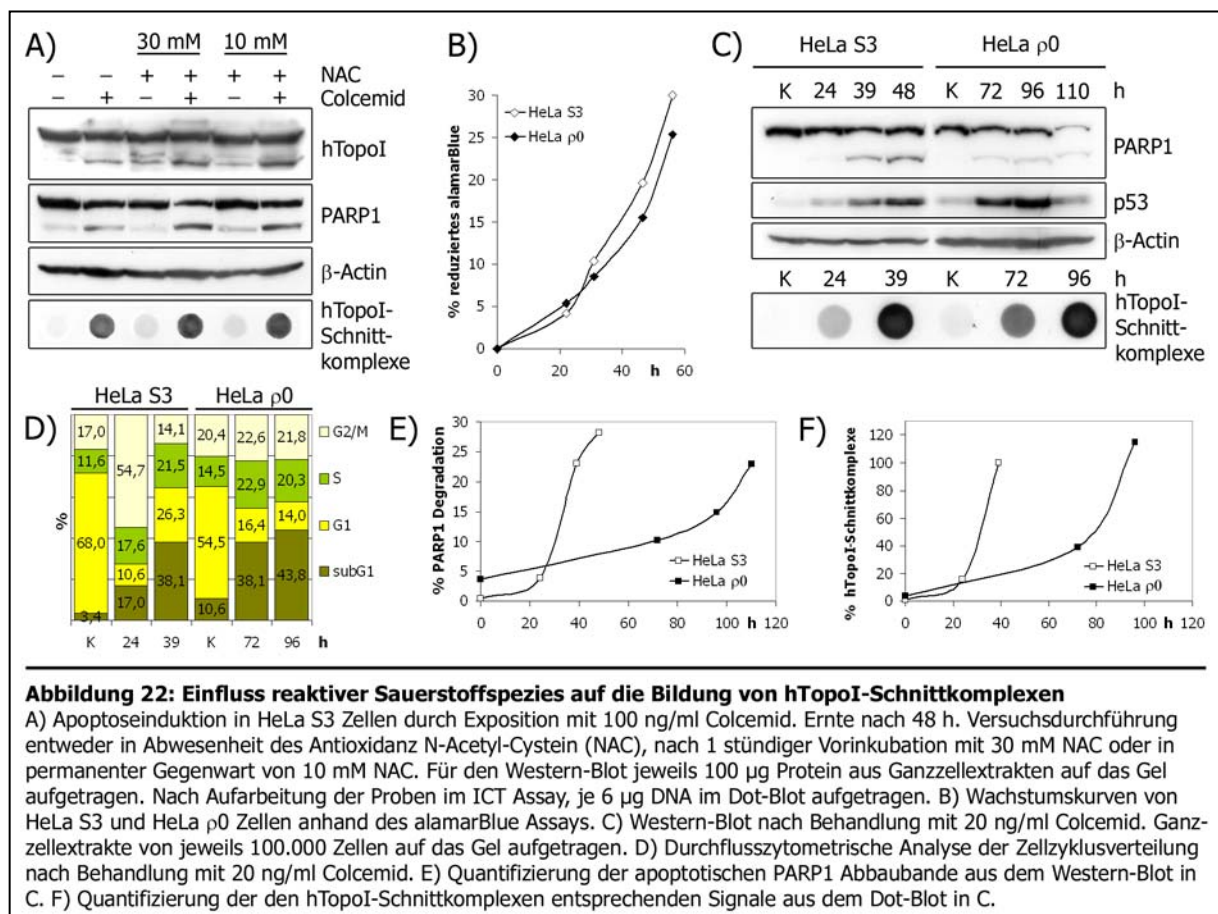 A)
30 mM 10 mM
– – + + + + NAC
– + – + – + Colcemid
hTopoI
PARP1
β-Actin
hTopoI-
Schnitt-
komplexe
B)
% reduziertes alamarBlue
30
25
20
15
10
5
0
HeLa S3
HeLa ρ0
0 20 40 h 60
C)
HeLa S3 HeLa ρ0
K 24 39 48 K 72 96 110 h
PARP1
p53
β-Actin
K 24 39 K 72 96 h
hTopoI-
Schnitt-
komplexe
D)
HeLa S3 HeLa ρ0
%
17,0 54,7 14,1 20,4 22,6 21,8
11,6 17,6 21,5 14,5 22,9 20,3
68,0 10,6 26,3 54,5 16,4 14,0
3,4 17,0 38,1 10,6 38,1 43,8
K 24 39 K 72 96 h
G2/M
S
G1
subG1
E)
% PARP1 Degradation
30
25
20
15
10
5
0
HeLa S3
HeLa ρ0
0 20 40 60 80 100 h 120
F)
% hTopoI-Schnittkomplexe
120
100
80
60
40
20
0
HeLa S3
HeLa ρ0
0 20 40 60 80 100 h 120
Abbildung 22: Einfluss reaktiver Sauerstoffspezies auf die Bildung von hTopoI-Schnittkomplexen
A) Apoptoseinduktion in HeLa S3 Zellen durch Exposition mit 100 ng/ml Colcemid. Ernte nach 48 h. Versuchsdurchführung
entweder in Abwesenheit des Antioxidanz N-Acetyl-Cystein (NAC), nach 1 stündiger Vorinkubation mit 30 mM NAC oder in
permanenter Gegenwart von 10 mM NAC. Für den Western-Blot jeweils 100 µg Protein aus Ganzzellextrakten auf das Gel
aufgetragen. Nach Aufarbeitung der Proben im ICT Assay, je 6 µg DNA im Dot-Blot aufgetragen. B) Wachstumskurven von
HeLa S3 und HeLa ρ0 Zellen anhand des alamarBlue Assays. C) Western-Blot nach Behandlung mit 20 ng/ml Colcemid. Ganz-
zellextrakte von jeweils 100.000 Zellen auf das Gel aufgetragen. D) Durchflusszytometrische Analyse der Zellzyklusverteilung
nach Behandlung mit 20 ng/ml Colcemid. E) Quantifizierung der apoptotischen PARP1 Abbaubande aus dem Western-Blot in
C. F) Quantifizierung der den hTopoI-Schnittkomplexen entsprechenden Signale aus dem Dot-Blot in C.